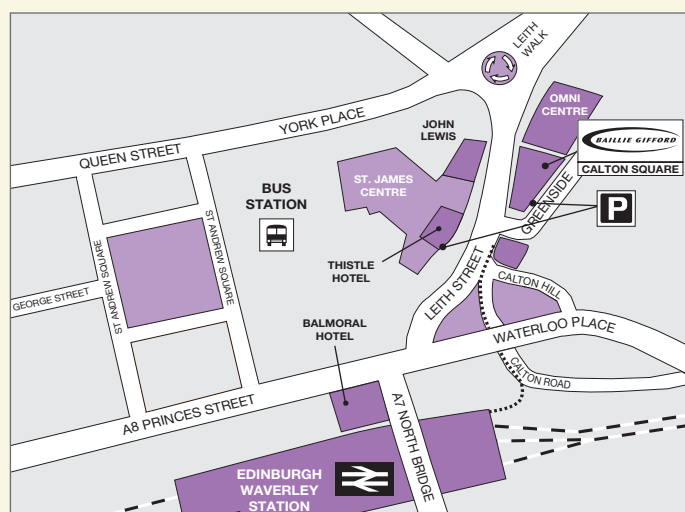 LEITH
WALK
OMNI
CENTRE
JOHN
LEWIS
BAILLIE GIFFORD
CALTON SQUARE
YORK PLACE
QUEEN STREET
ST. JAMES
CENTRE
BUS
STATION
P
GREENSIDE
ST ANDREW SQUARE
ST ANDREW SQUARE
THISTLE
HOTEL
GEORGE STREET
LEITH STREET
CALTON HILL
BALMORAL
HOTEL
WATERLOO PLACE
CALTON ROAD
A8 PRINCES STREET
A7 NORTH BRIDGE
EDINBURGH
WAVERLEY
STATION